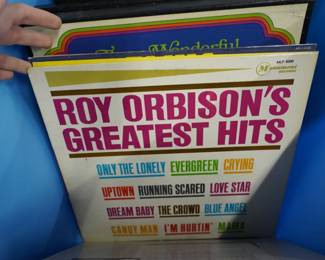 Wonderful
Monument
ROY ORBISON'S
GREATEST HITS
ONLY THE LONELY EVERGREEN CRYING
UPTOWN RUNNING SCARED LOVE STAR
DREAM BABY THE CROWD BLUE ANGEL
CANDY MAN I'M HURTIN' MAMA